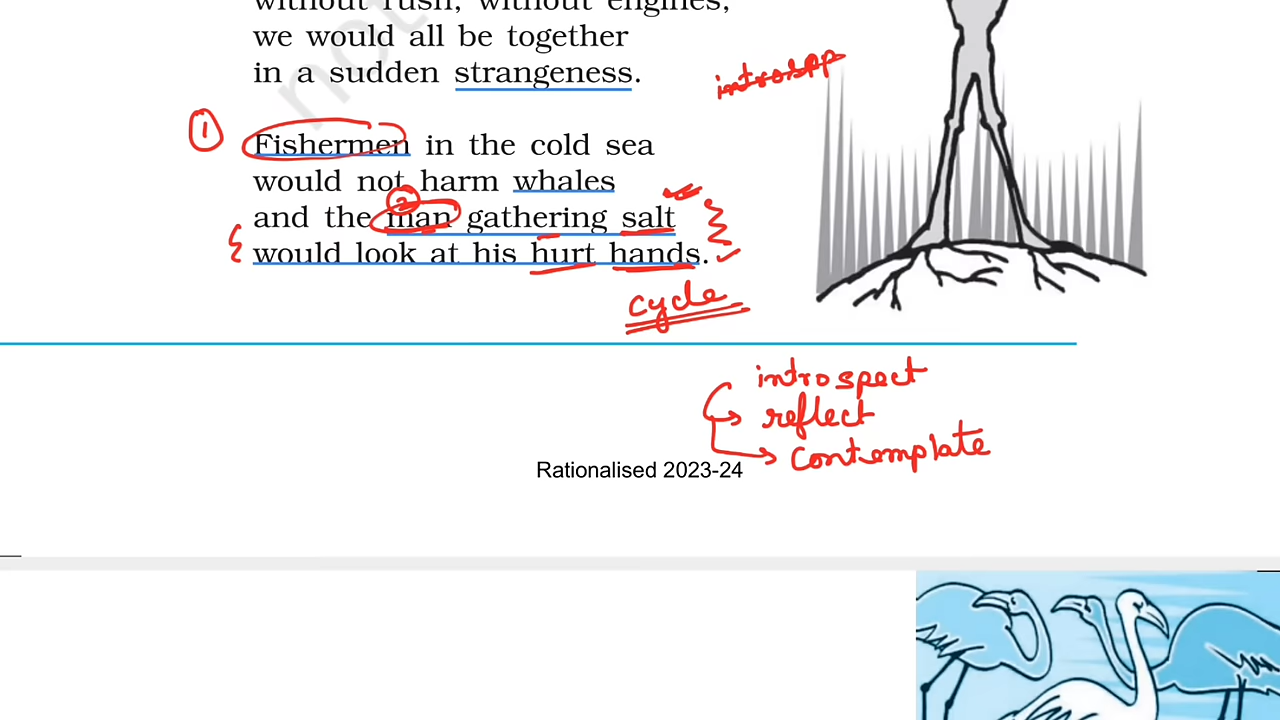 without rush, without engines,
we would all be together
in a sudden strangeness.
introspp
not
1
Fishermen in the cold sea
would not harm whales
2
and the man gathering salt
would look at his hurt hands.
cycle
introspect
reflect
contemplate
Rationalised 2023-24